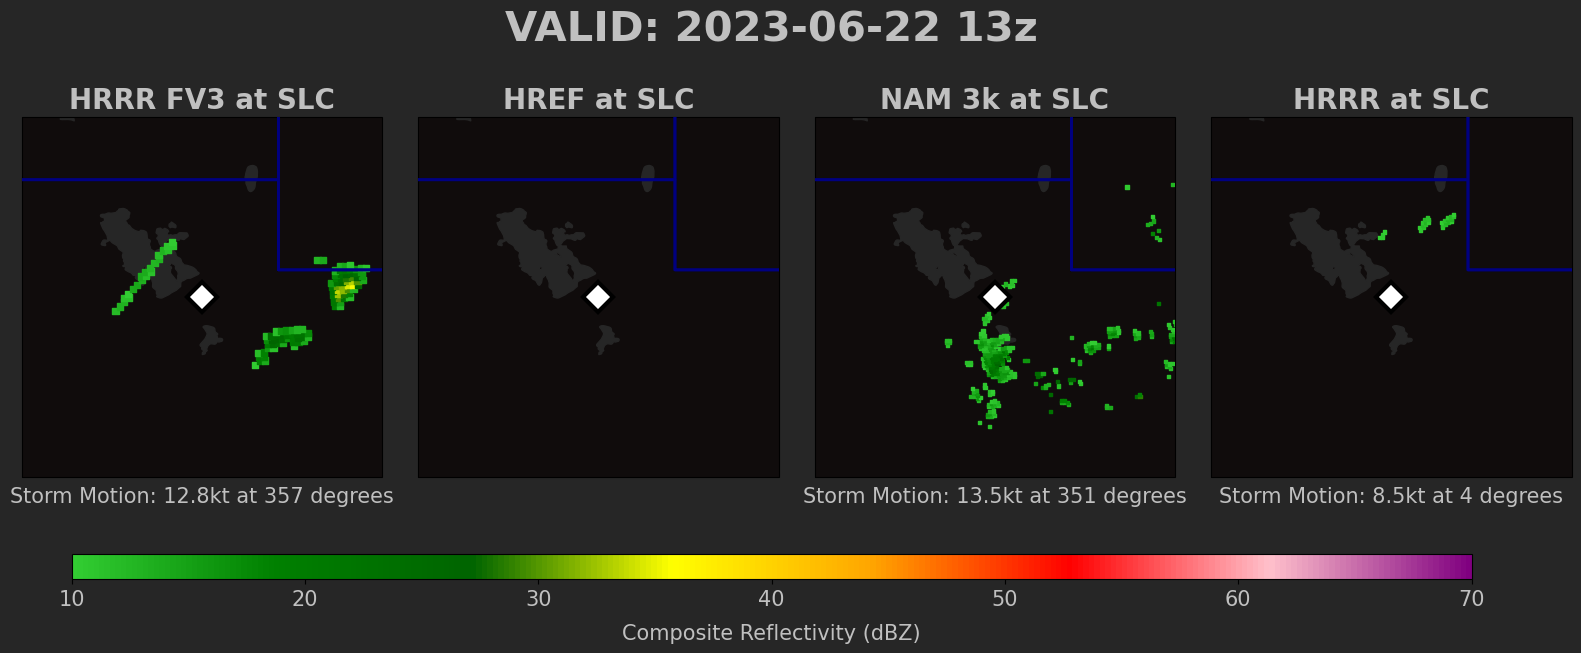 VALID: 2023-06-22 13z
HRRR FV3 at SLC
HREF at SLC
NAM 3k at SLC
HRRR at SLC
Storm Motion: 12.8kt at 357 degrees
Storm Motion: 13.5kt at 351 degrees
Storm Motion: 8.5kt at 4 degrees
10 20 30 40 50 60 70
Composite Reflectivity (dBZ)